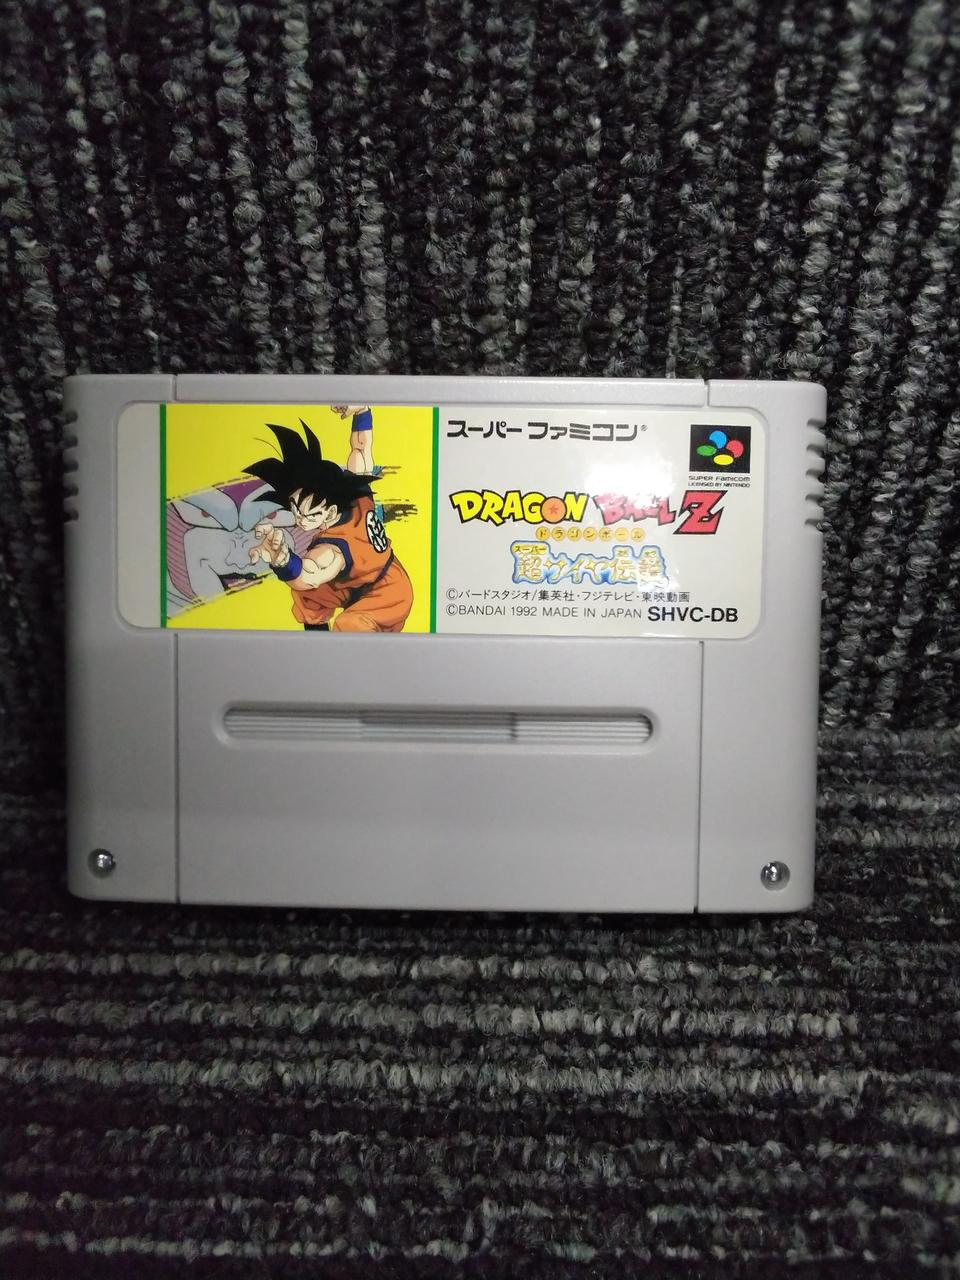 スーパーファミコン®
SUPER FAMICOM
LICENSED BY NINTENDO
DRAGON BALL Z
ドラゴンボール
スーパー
超サイヤ伝説
©バードスタジオ/集英社・フジテレビ・東映動画
©BANDAI 1992 MADE IN JAPAN SHVC-DB